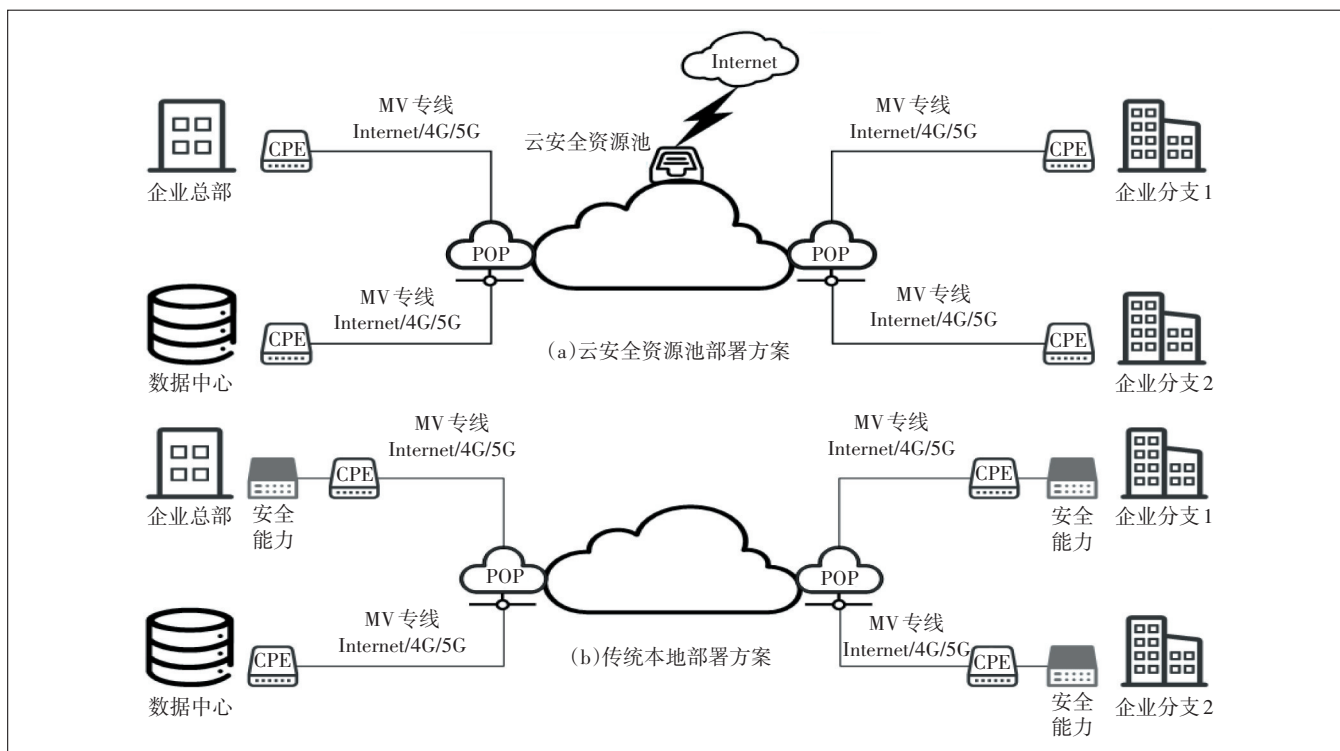 Internet
MV 专线
Internet/4G/5G
云安全资源池
MV 专线
Internet/4G/5G
CPE
CPE
企业总部
企业分支1
POP
POP
MV 专线
Internet/4G/5G
MV 专线
Internet/4G/5G
CPE
CPE
(a)云安全资源池部署方案
数据中心
企业分支2
MV 专线
Internet/4G/5G
MV 专线
Internet/4G/5G
CPE
CPE
企业总部
安全
能力
安全
能力
企业分支1
POP
POP
MV 专线
Internet/4G/5G
MV 专线
Internet/4G/5G
CPE
(b)传统本地部署方案
CPE
数据中心
安全
能力
企业分支2